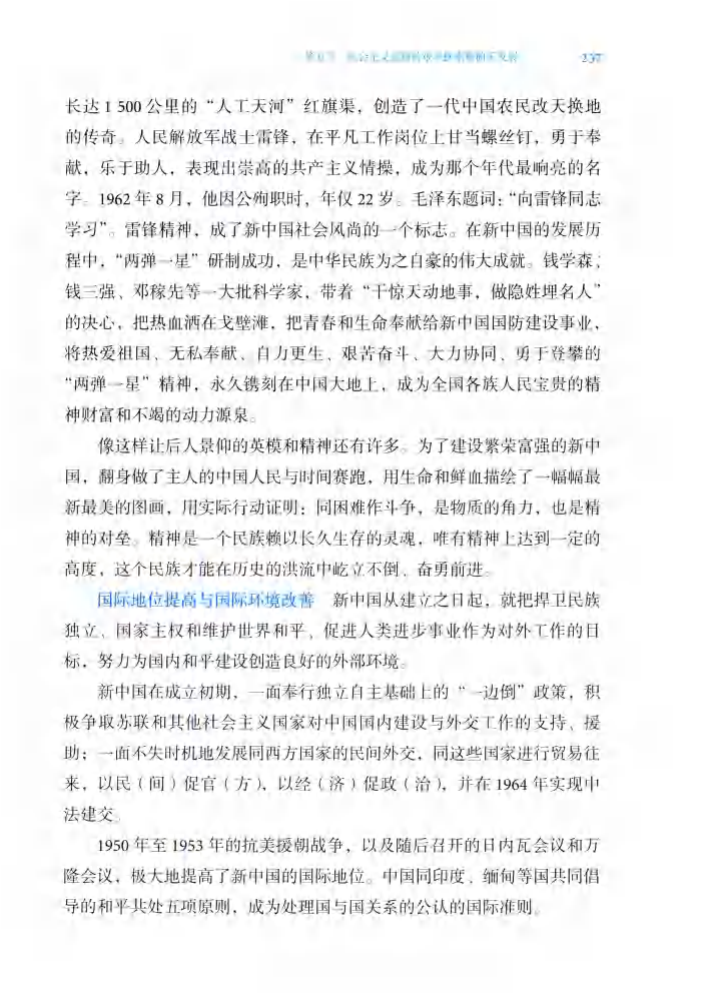 237
长达 1 500 公里的“人工天河”红旗渠，创造了一代中国农民改天换地
的传奇。人民解放军战士雷锋，在平凡工作岗位上甘当螺丝钉，勇于奉
献，乐于助人，表现出崇高的共产主义情操，成为那个年代最响亮的名
字。1962 年 8 月，他因公殉职时，年仅 22 岁。毛泽东题词：“向雷锋同志
学习”。雷锋精神，成了新中国社会风尚的一个标志。在新中国的发展历
程中，“两弹一星”研制成功，是中华民族为之自豪的伟大成就。钱学森、
钱三强、邓稼先等一大批科学家，带着“干惊天动地事，做隐姓埋名人”
的决心，把热血洒在戈壁滩，把青春和生命奉献给新中国国防建设事业，
将热爱祖国、无私奉献、自力更生、艰苦奋斗、大力协同、勇于登攀的
“两弹一星”精神，永久镌刻在中国大地上，成为全国各族人民宝贵的精
神财富和不竭的动力源泉。
像这样让后人景仰的英模和精神还有许多。为了建设繁荣富强的新中
国，翻身做了主人的中国人民与时间赛跑，用生命和鲜血描绘了一幅幅最
新最美的图画，用实际行动证明：同困难作斗争，是物质的角力，也是精
神的对垒。精神是一个民族赖以长久生存的灵魂，唯有精神上达到一定的
高度，这个民族才能在历史的洪流中屹立不倒、奋勇前进。
国际地位提高与国际环境改善 新中国从建立之日起，就把捍卫民族
独立、国家主权和维护世界和平、促进人类进步事业作为对外工作的目
标，努力为国内和平建设创造良好的外部环境。
新中国在成立初期，一面奉行独立自主基础上的“一边倒”政策，积
极争取苏联和其他社会主义国家对中国国内建设与外交工作的支持、援
助；一面不失时机地发展同西方国家的民间外交，同这些国家进行贸易往
来，以民（间）促官（方），以经（济）促政（治），并在 1964 年实现中
法建交。
1950 年至 1953 年的抗美援朝战争，以及随后召开的日内瓦会议和万
隆会议，极大地提高了新中国的国际地位。中国同印度、缅甸等国共同倡
导的和平共处五项原则，成为处理国与国关系的公认的国际准则。